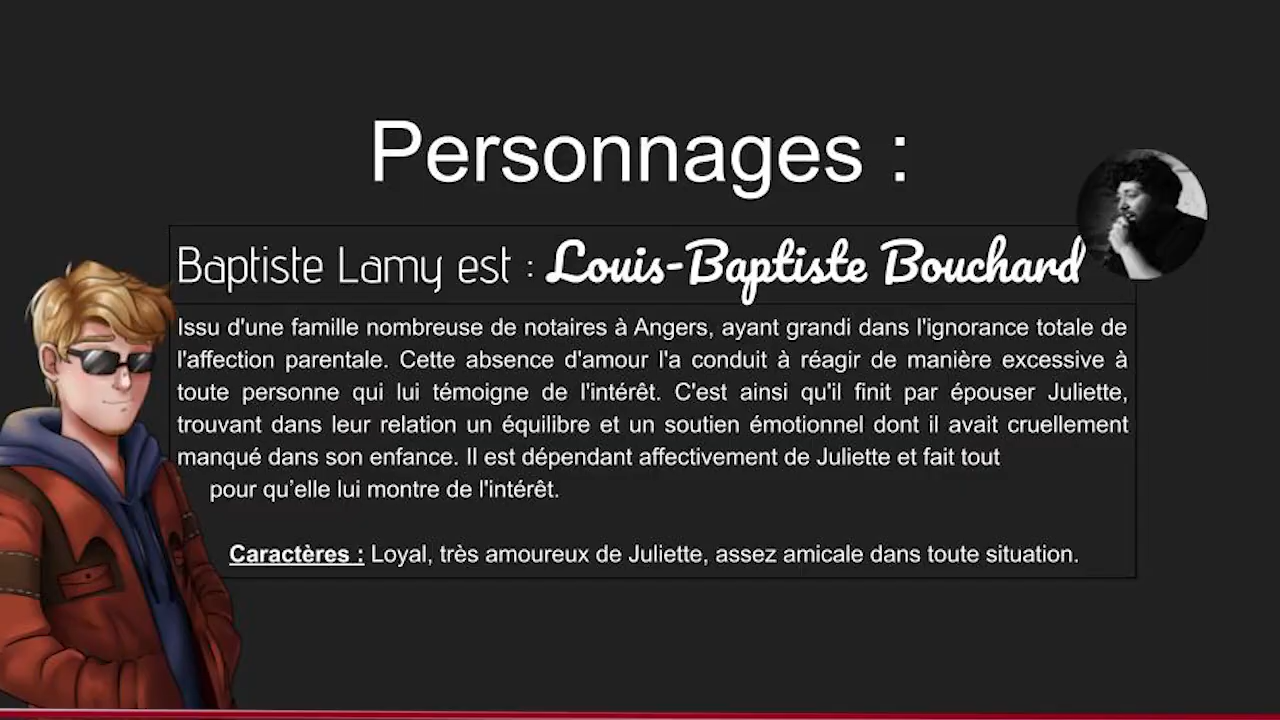 Personnages :
Baptiste Lamy est : Louis-Baptiste Bouchard
Issu d'une famille nombreuse de notaires à Angers, ayant grandi dans l'ignorance totale de
l'affection parentale. Cette absence d'amour l'a conduit à réagir de manière excessive à
toute personne qui lui témoigne de l'intérêt. C'est ainsi qu'il finit par épouser Juliette,
trouvant dans leur relation un équilibre et un soutien émotionnel dont il avait cruellement
manqué dans son enfance. Il est dépendant affectivement de Juliette et fait tout
pour qu’elle lui montre de l'intérêt.
Caractères : Loyal, très amoureux de Juliette, assez amicale dans toute situation.